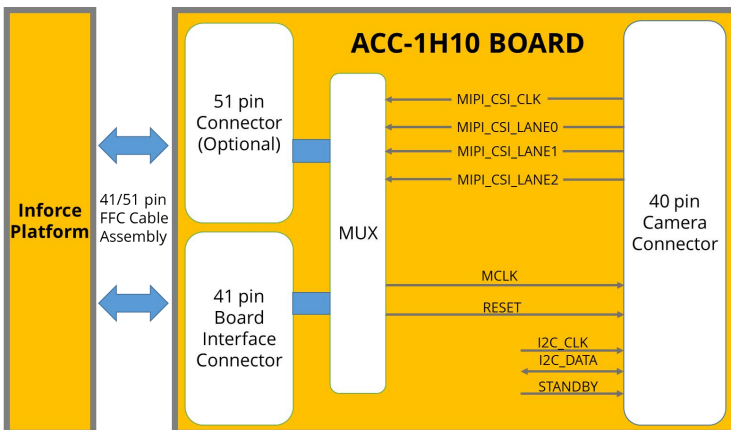 ACC-1H10 BOARD
Inforce
Platform
41/51 pin
FFC Cable
Assembly
51 pin
Connector
(Optional)
41 pin
Board
Interface
Connector
MUX
MIPI_CSI_CLK
MIPI_CSI_LANE0
MIPI_CSI_LANE1
MIPI_CSI_LANE2
MCLK
RESET
I2C_CLK
I2C_DATA
STANDBY
40 pin
Camera
Connector